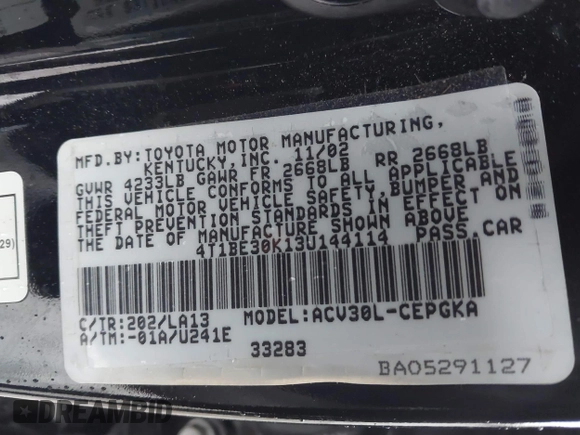 MFD.BY:TOYOTA MOTOR MANUFACTURING,
KENTUCKY,INC. 11/02
GVWR 4233LB GAWR FR 2668LB RR 2668LB
THIS VEHICLE CONFORMS TO ALL APPLICABLE
FEDERAL MOTOR VEHICLE SAFETY,BUMPER AND
THEFT PREVENTION STANDARDS IN EFFECT ON
THE DATE OF MANUFACTURE SHOWN ABOVE
4T1BE30K13U144114 PASS.CAR
C/TR:202/LA13 MODEL:ACV30L-CEPGKA
A/TM:-01A/U241E
33283
BA05291127
29)
DREAMBID